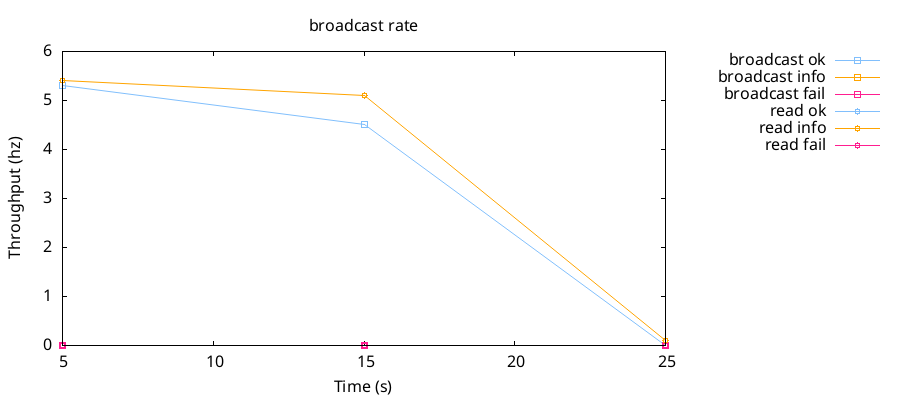 broadcast rate
6
5
4
3
2
1
0
Throughput (hz)
5
10
15
20
25
Time (s)
broadcast ok
broadcast info
broadcast fail
read ok
read info
read fail